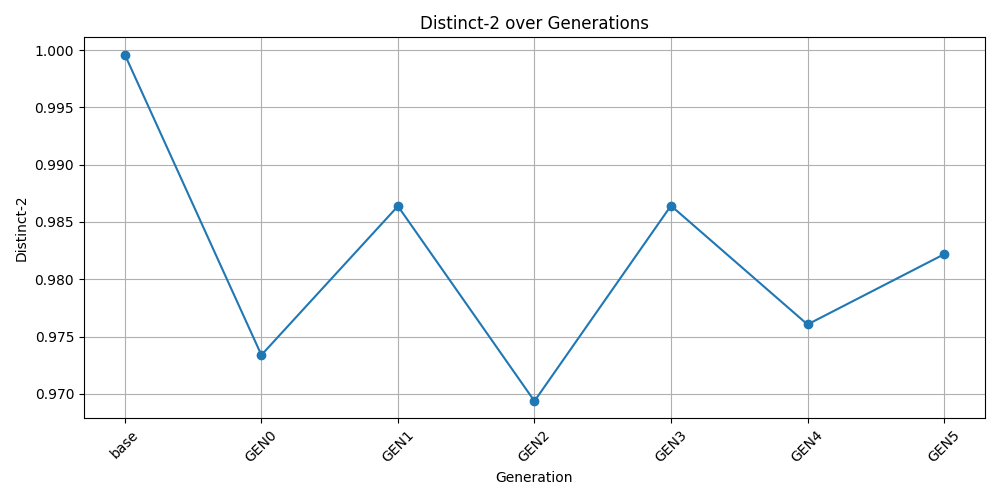 Distinct-2 over Generations
1.000
0.995
0.990
0.985
0.980
0.975
0.970
Distinct-2
base
GEN0
GEN1
GEN2
GEN3
GEN4
GEN5
Generation